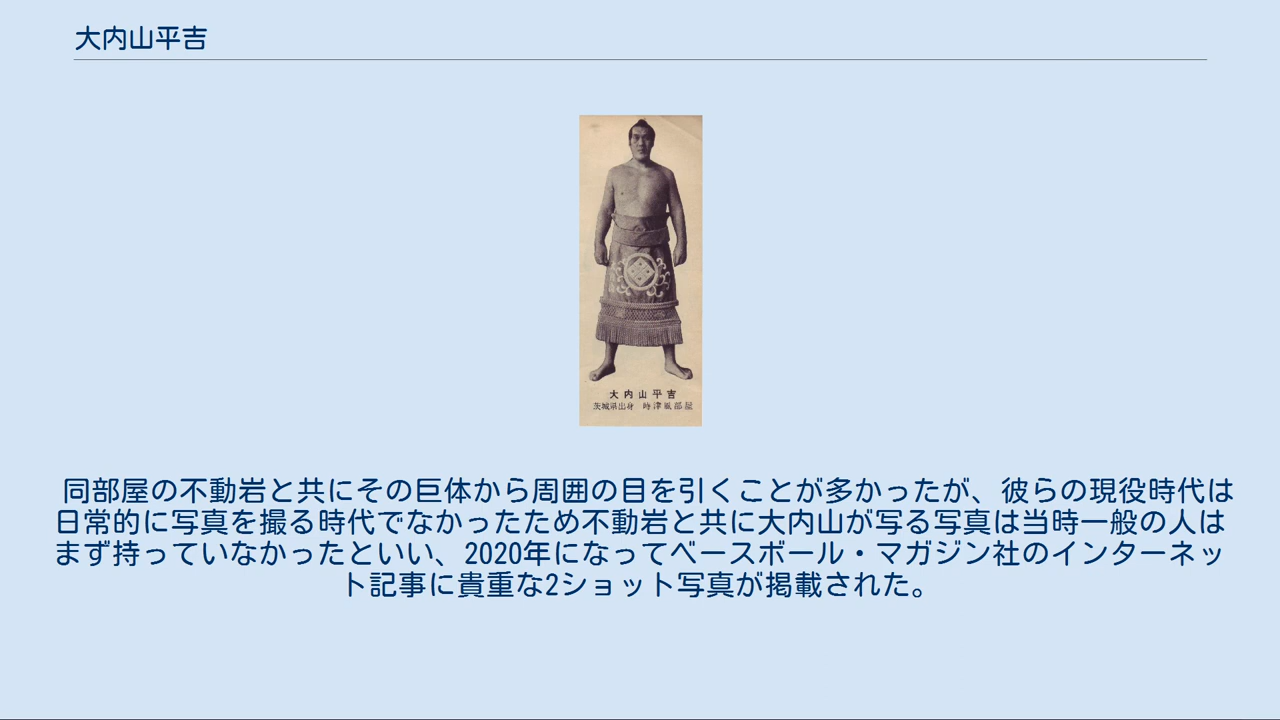 大内山平吉
大内山平吉
茨城県出身 時津風部屋
同部屋の不動岩と共にその巨体から周囲の目を引くことが多かったが、彼らの現役時代は
日常的に写真を撮る時代でなかったため不動岩と共に大内山が写る写真は当時一般の人は
まず持っていなかったといい、2020年になってベースボール・マガジン社のインターネッ
ト記事に貴重な2ショット写真が掲載された。